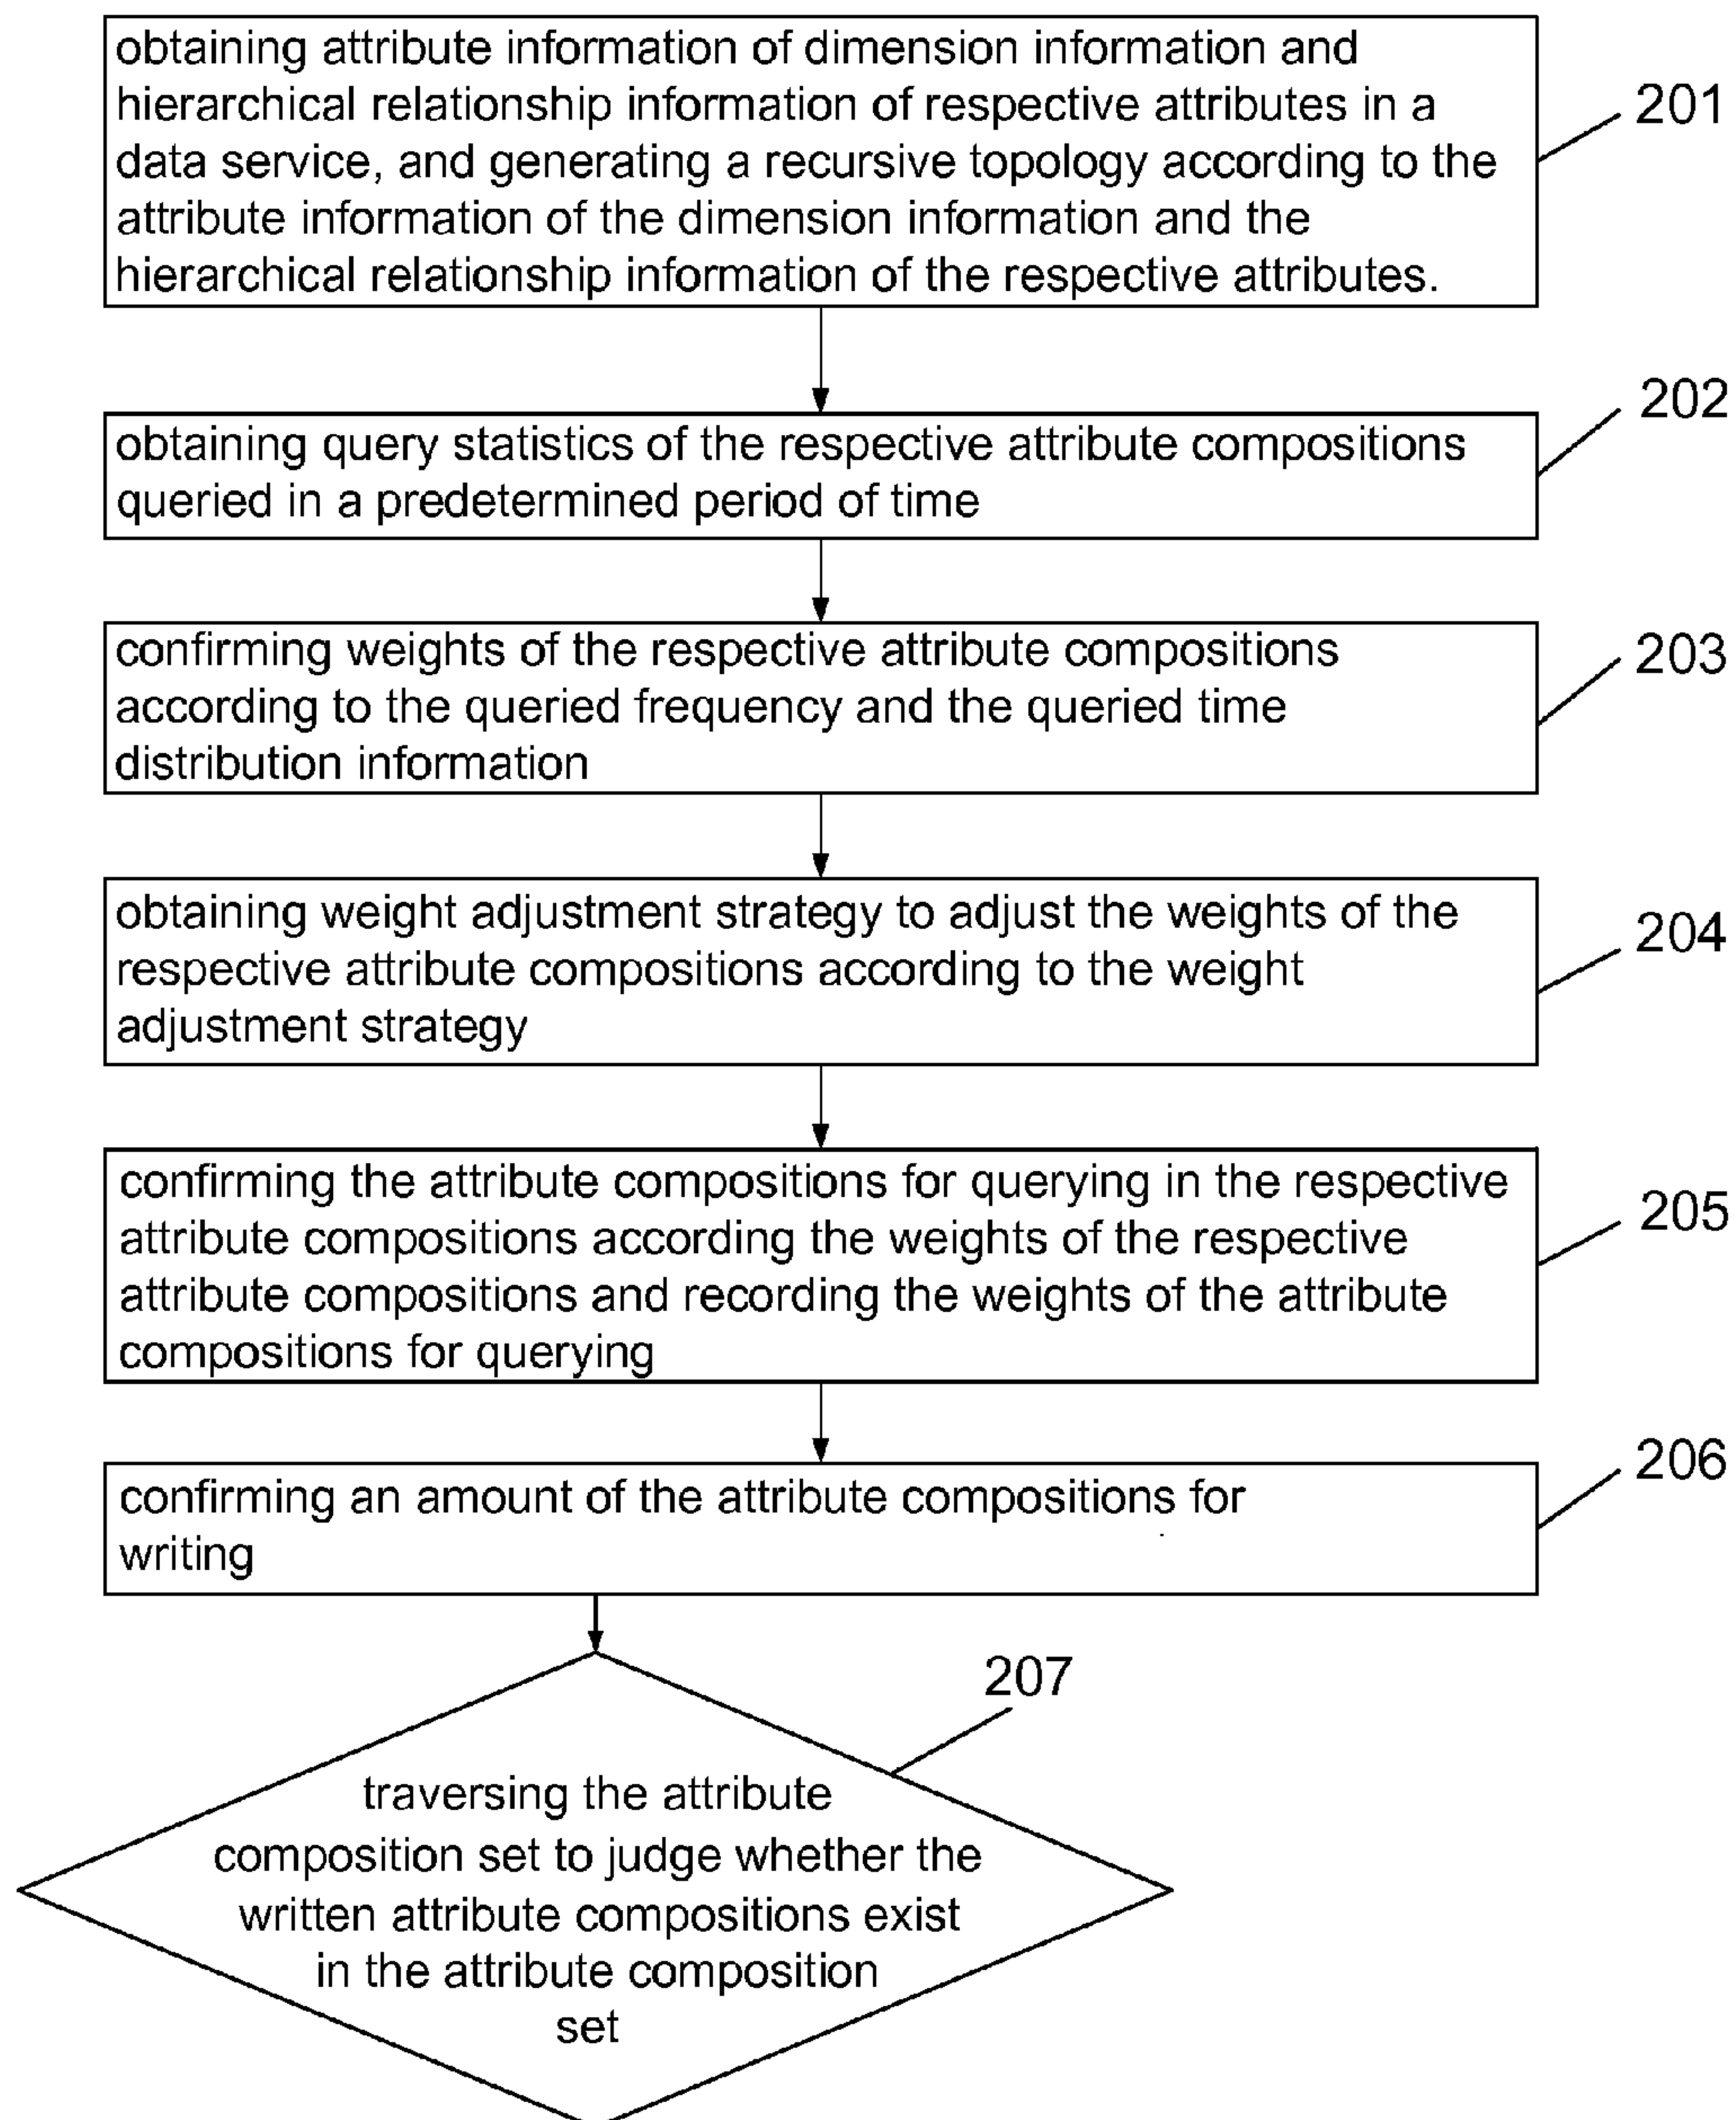 obtaining attribute information of dimension information and
hierarchical relationship information of respective attributes in a
data service, and generating a recursive topology according to the
attribute information of the dimension information and the
hierarchical relationship information of the respective attributes.
201
202
obtaining query statistics of the respective attribute compositions
queried in a predetermined period of time
confirming weights of the respective attribute compositions
according to the queried frequency and the queried time
distribution information
203
obtaining weight adjustment strategy to adjust the weights of the
respective attribute compositions according to the weight
adjustment strategy
204
confirming the attribute compositions for querying in the respective
attribute compositions according the weights of the respective
attribute compositions and recording the weights of the attribute
compositions for querying
205
206
confirming an amount of the attribute compositions for
writing
207
traversing the attribute
composition set to judge whether the
written attribute compositions exist
in the attribute composition
set